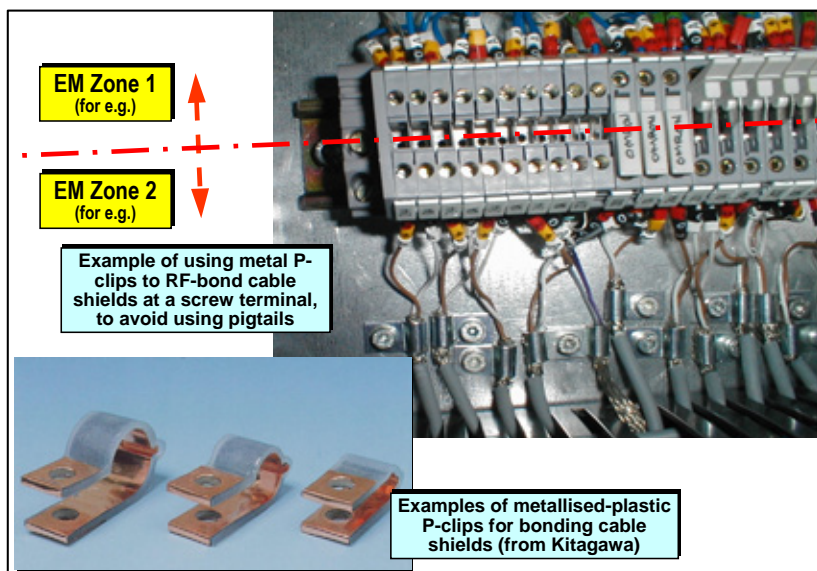 EM Zone 1
(for e.g.)
EM Zone 2
(for e.g.)
Example of using metal P-
clips to RF-bond cable
shields at a screw terminal,
to avoid using pigtails
Examples of metallised-plastic
P-clips for bonding cable
shields (from Kitagawa)